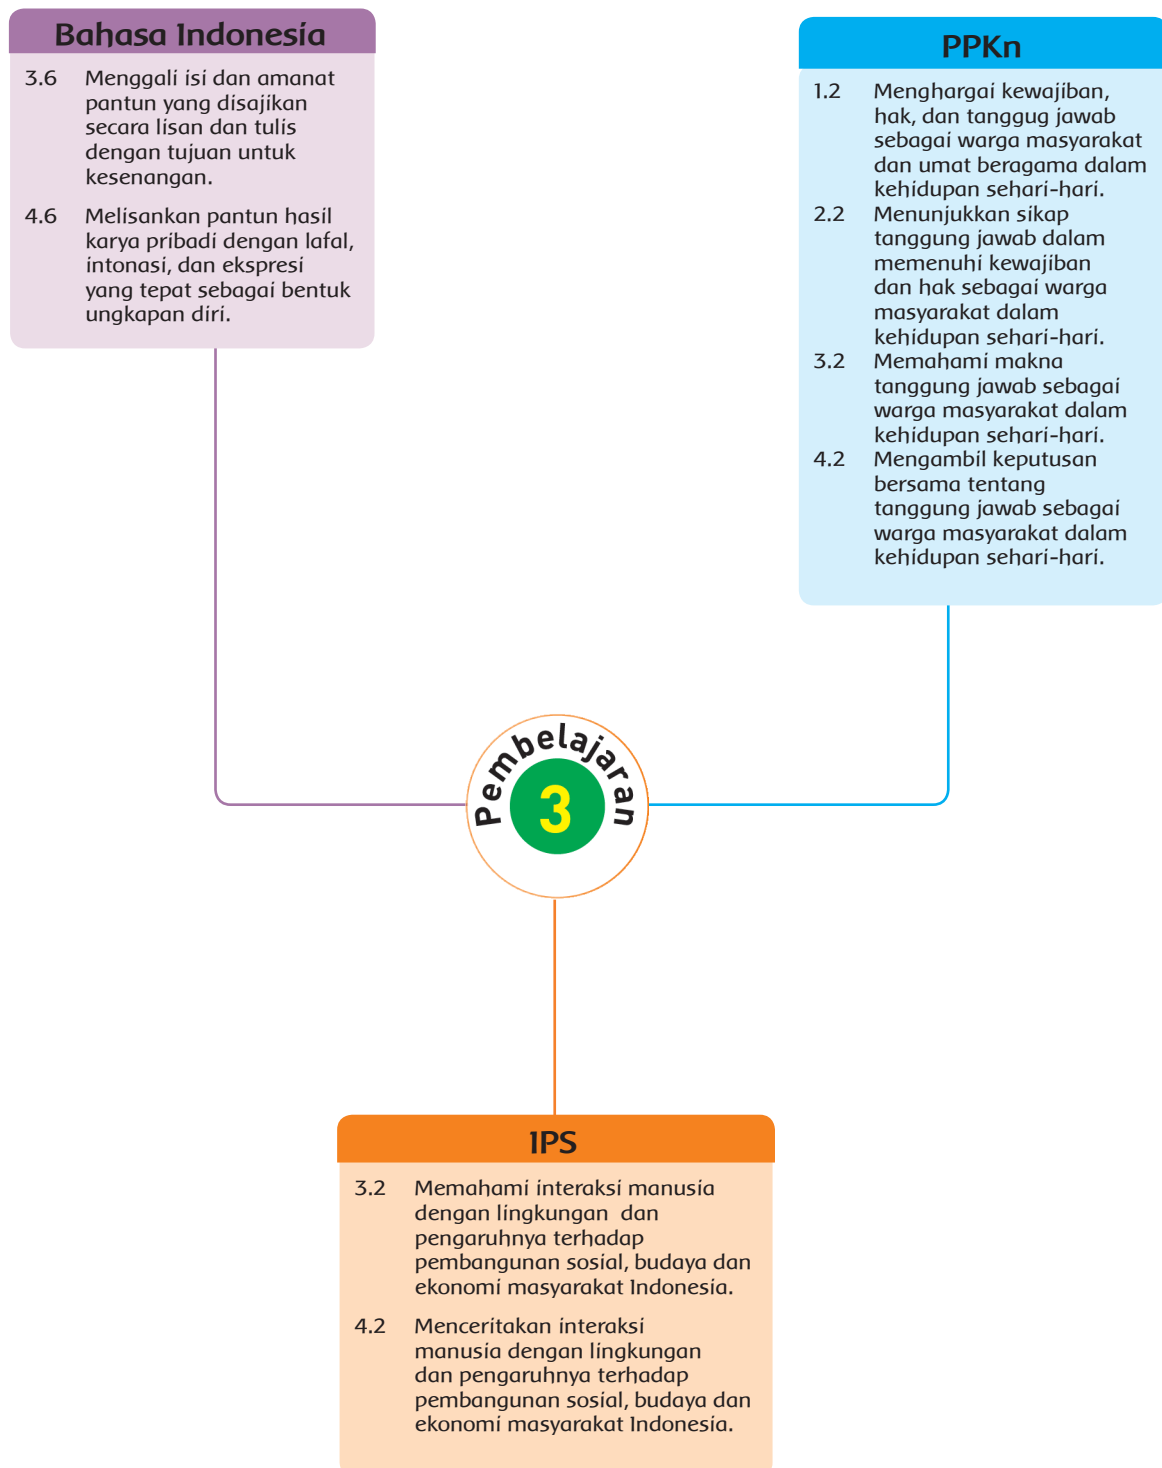 Bahasa Indonesia
3.6 Menggali isi dan amanat
pantun yang disajikan
secara lisan dan tulis
dengan tujuan untuk
kesenangan.
4.6 Melisankan pantun hasil
karya pribadi dengan lafal,
intonasi, dan ekspresi
yang tepat sebagai bentuk
ungkapan diri.
PPKn
1.2 Menghargai kewajiban,
hak, dan tanggug jawab
sebagai warga masyarakat
dan umat beragama dalam
kehidupan sehari-hari.
2.2 Menunjukkan sikap
tanggung jawab dalam
memenuhi kewajiban
dan hak sebagai warga
masyarakat dalam
kehidupan sehari-hari.
3.2 Memahami makna
tanggung jawab sebagai
warga masyarakat dalam
kehidupan sehari-hari.
4.2 Mengambil keputusan
bersama tentang
tanggung jawab sebagai
warga masyarakat dalam
kehidupan sehari-hari.
Pembelajaran
3
IPS
3.2 Memahami interaksi manusia
dengan lingkungan dan
pengaruhnya terhadap
pembangunan sosial, budaya dan
ekonomi masyarakat Indonesia.
4.2 Menceritakan interaksi
manusia dengan lingkungan
dan pengaruhnya terhadap
pembangunan sosial, budaya dan
ekonomi masyarakat Indonesia.